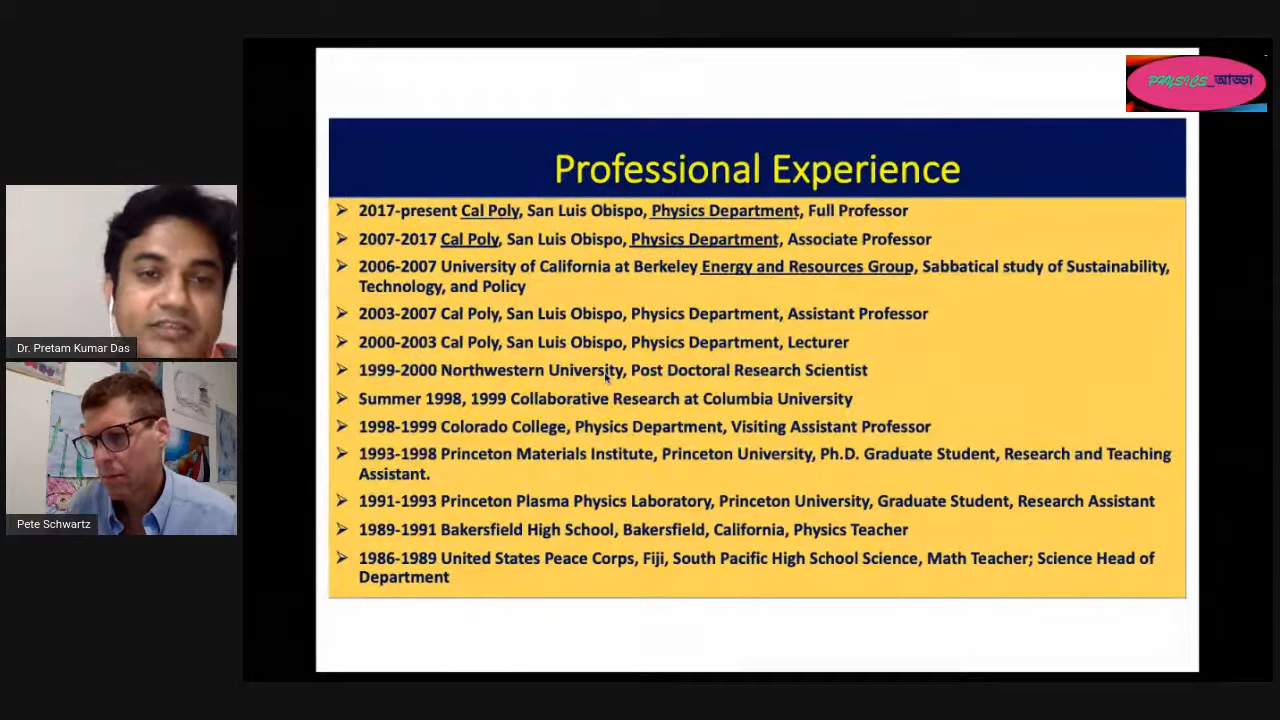 PHYSICS_আড্ডা
Professional Experience
➢ 2017-present Cal Poly, San Luis Obispo, Physics Department, Full Professor
➢ 2007-2017 Cal Poly, San Luis Obispo, Physics Department, Associate Professor
➢ 2006-2007 University of California at Berkeley Energy and Resources Group, Sabbatical study of Sustainability,
Technology, and Policy
➢ 2003-2007 Cal Poly, San Luis Obispo, Physics Department, Assistant Professor
➢ 2000-2003 Cal Poly, San Luis Obispo, Physics Department, Lecturer
➢ 1999-2000 Northwestern University, Post Doctoral Research Scientist
➢ Summer 1998, 1999 Collaborative Research at Columbia University
➢ 1998-1999 Colorado College, Physics Department, Visiting Assistant Professor
➢ 1993-1998 Princeton Materials Institute, Princeton University, Ph.D. Graduate Student, Research and Teaching
Assistant.
➢ 1991-1993 Princeton Plasma Physics Laboratory, Princeton University, Graduate Student, Research Assistant
➢ 1989-1991 Bakersfield High School, Bakersfield, California, Physics Teacher
➢ 1986-1989 United States Peace Corps, Fiji, South Pacific High School Science, Math Teacher; Science Head of
Department
Dr. Pretam Kumar Das
Pete Schwartz